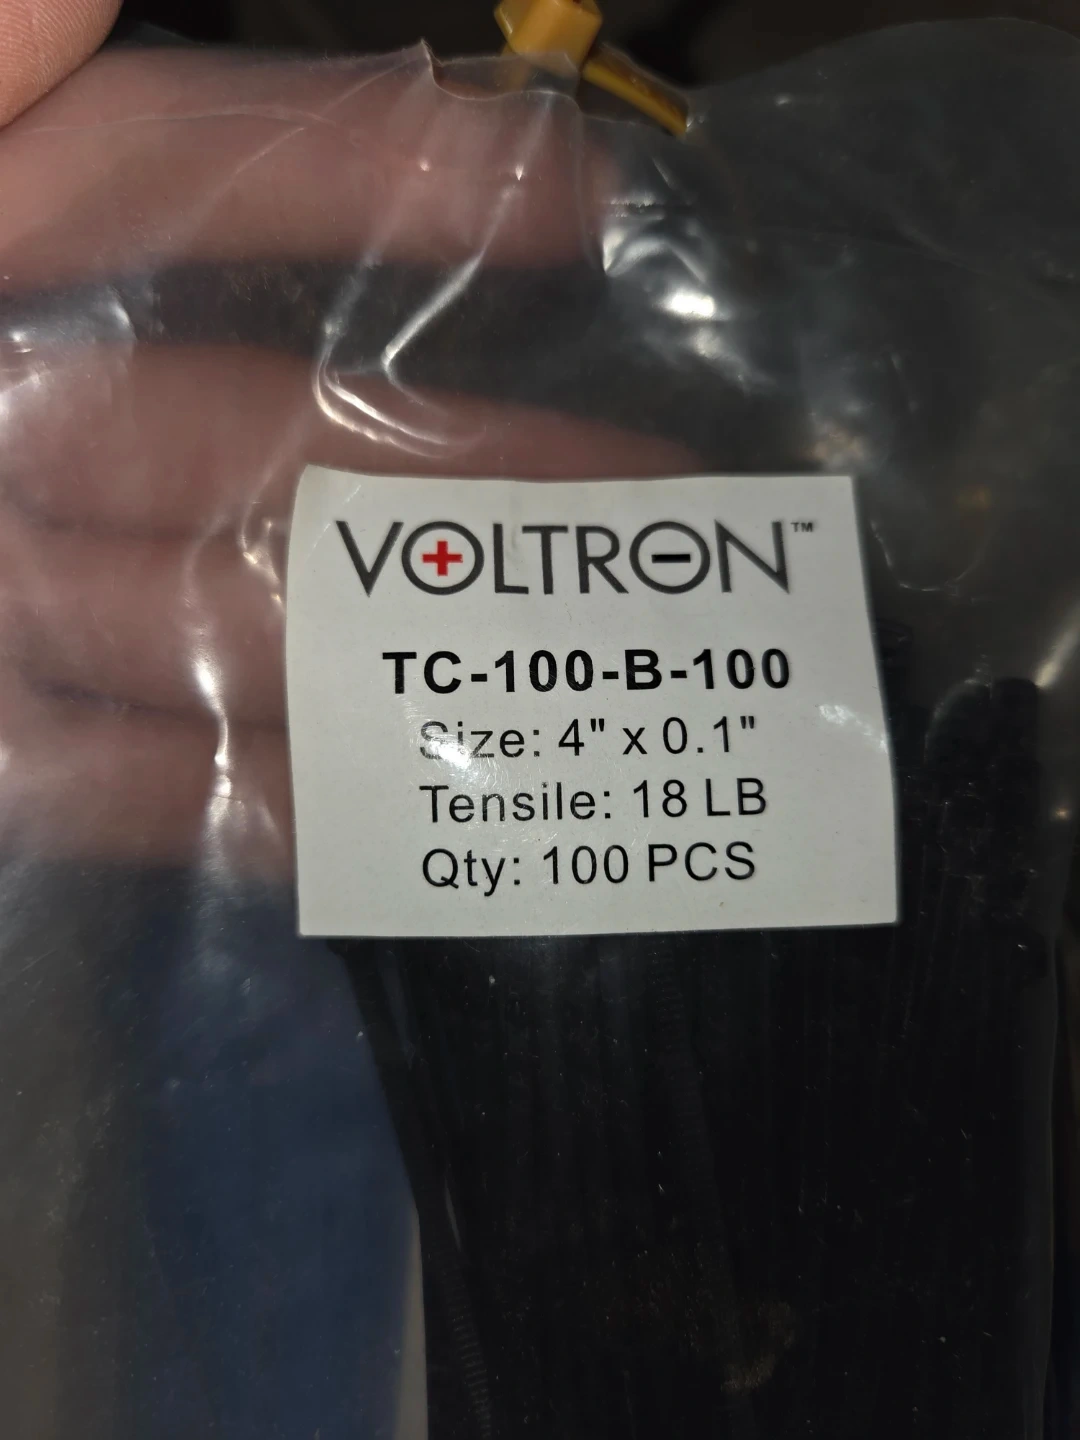 VOLTRON™
TC-100-B-100
Size: 4" x 0.1"
Tensile: 18 LB
Qty: 100 PCS